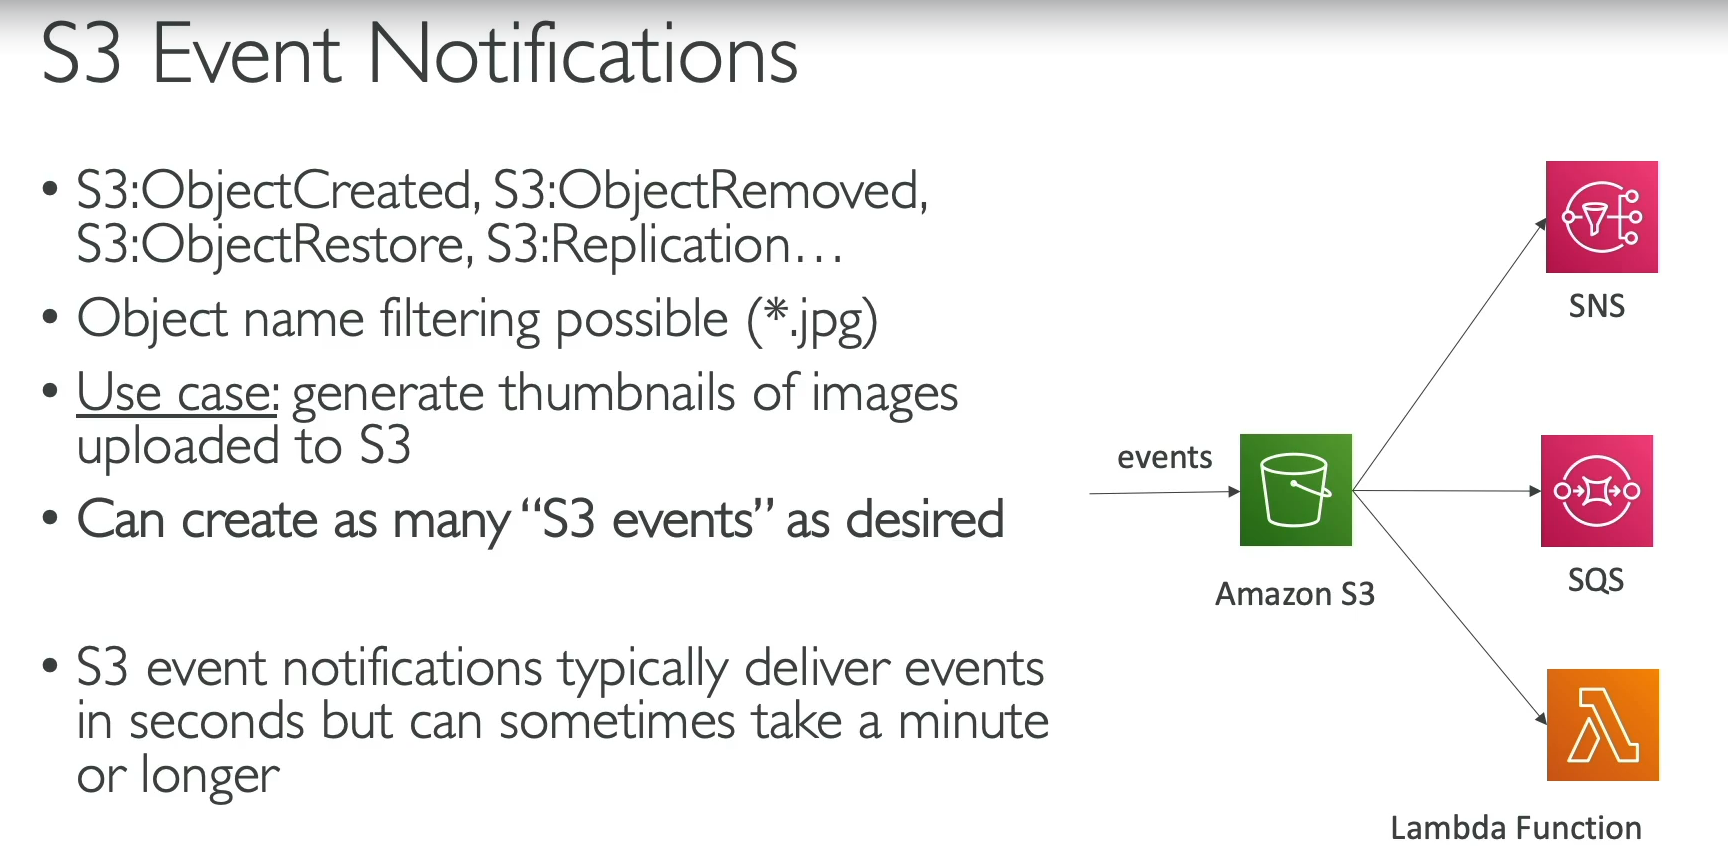 S3 Event Notifications
• S3:ObjectCreated, S3:ObjectRemoved,
S3:ObjectRestore, S3:Replication…
• Object name filtering possible (*.jpg)
• Use case: generate thumbnails of images
uploaded to S3
• Can create as many “S3 events” as desired
• S3 event notifications typically deliver events
in seconds but can sometimes take a minute
or longer
events
Amazon S3
SNS
SQS
Lambda Function